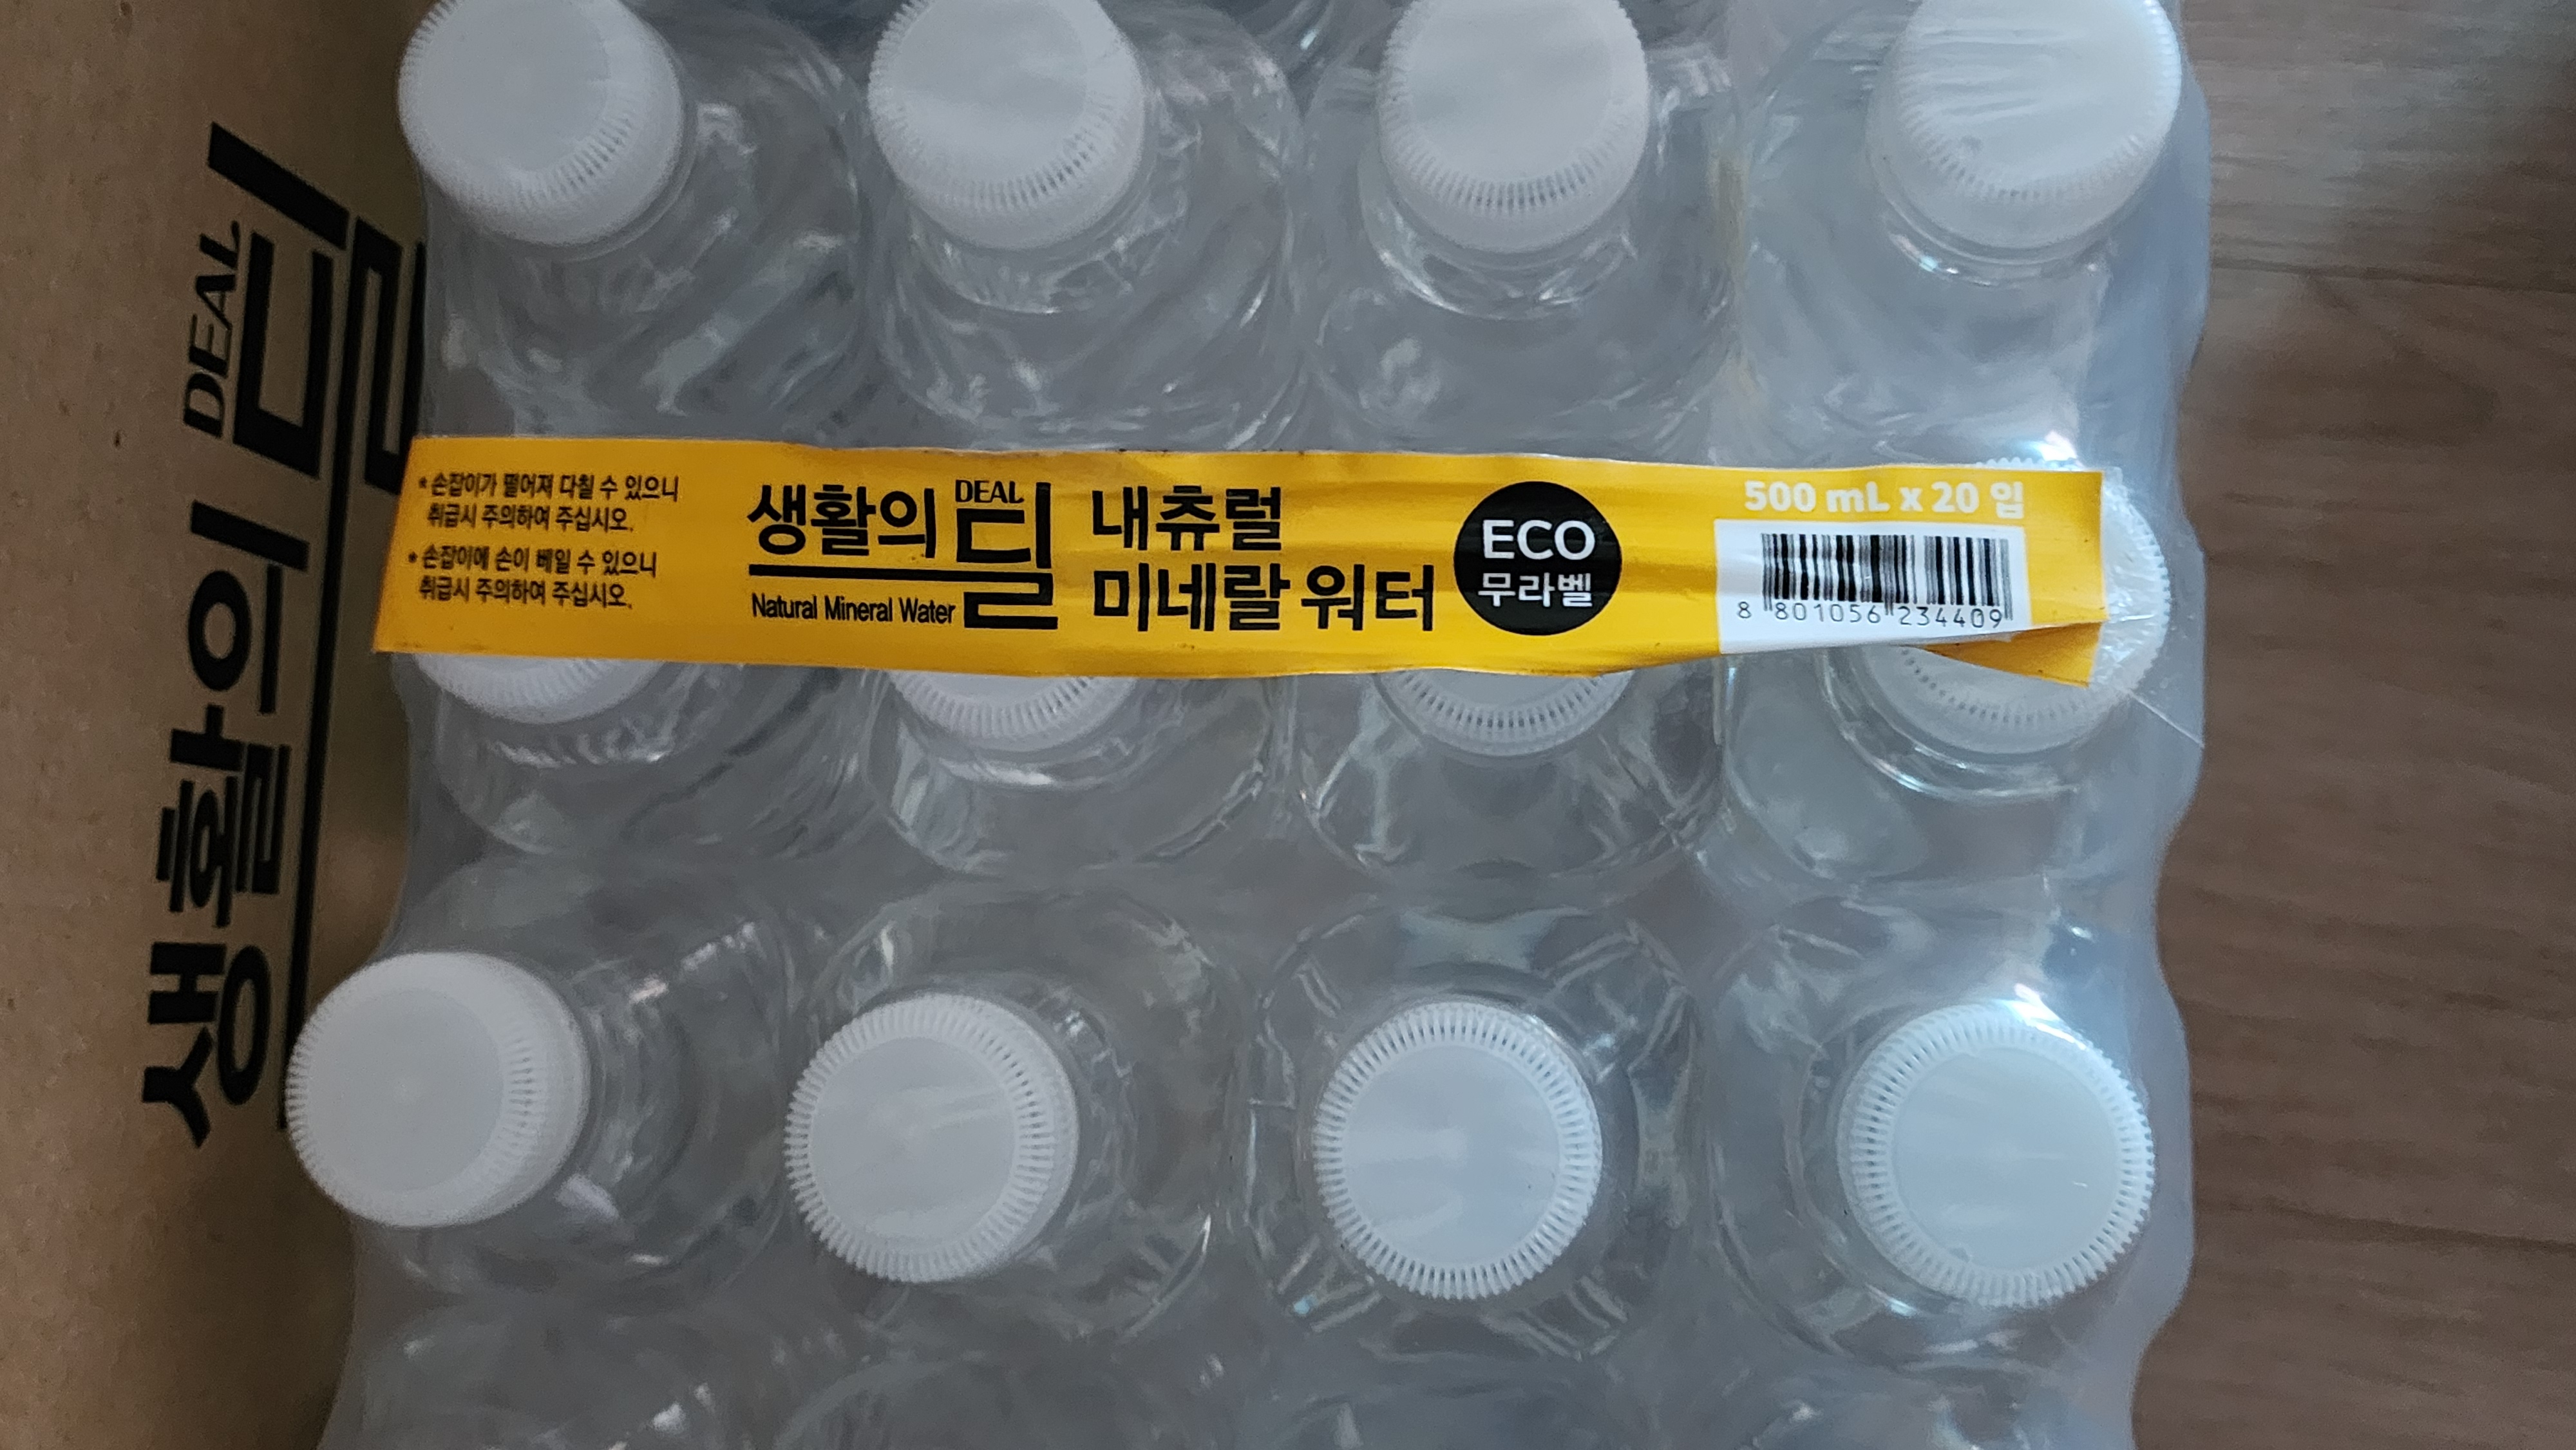 생활의 딜
DEAL
* 손잡이가 떨어져 다칠 수 있으니
취급시 주의하여 주십시오.
* 손잡이에 손이 베일 수 있으니
취급시 주의하여 주십시오.
생활의 딜
DEAL
Natural Mineral Water
내츄럴
미네랄 워터
ECO
무라벨
500 mL x 20 입
8 801056 234409